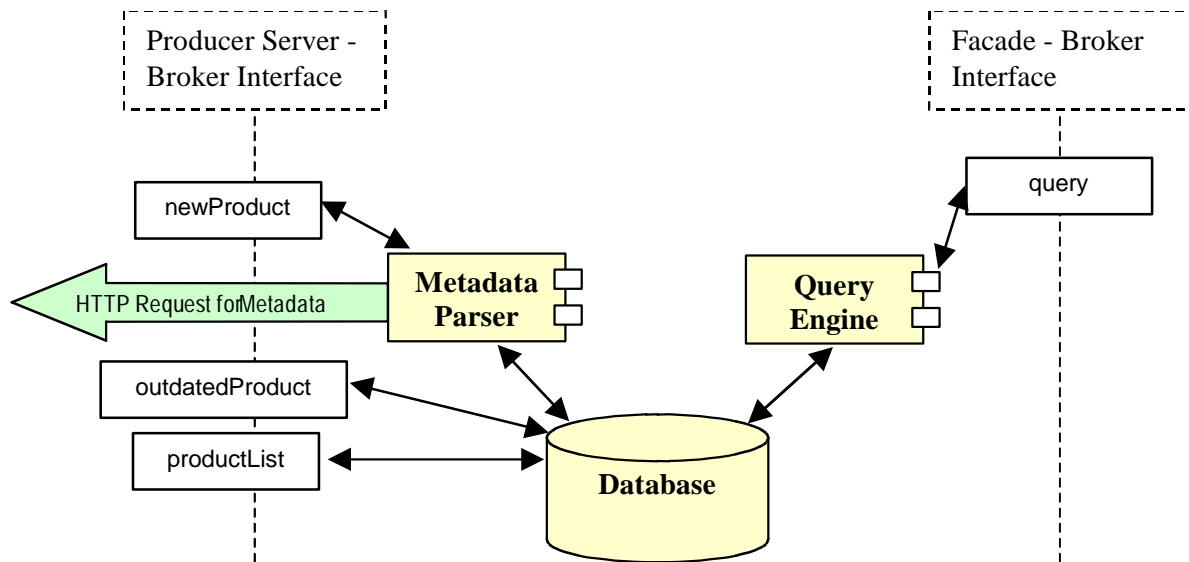 Producer Server -
Broker Interface
Facade - Broker
Interface
newProduct
query
HTTP Request forMetadata
Metadata
Parser
Query
Engine
outdatedProduct
productList
Database